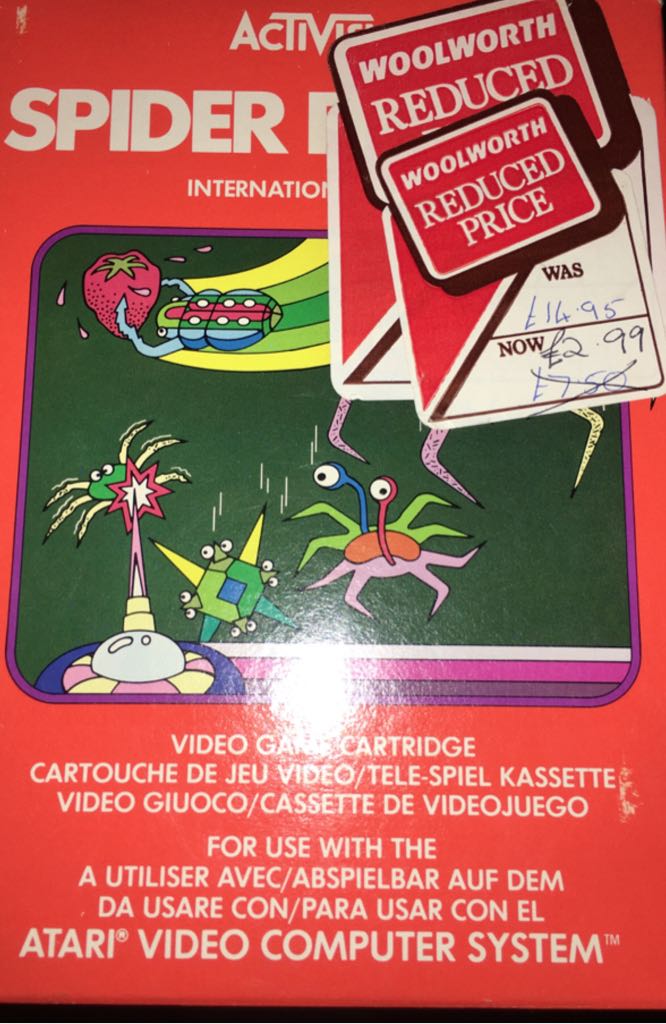 ACTIVIS
SPIDER
INTERNATION
WOOLWORTH
REDUCED
WOOLWORTH
REDUCED
PRICE
WAS
£14.95
NOW £2.99
£7.50
VIDEO GAME CARTRIDGE
CARTOUCHE DE JEU VIDEO/TELE-SPIEL KASSETTE
VIDEO GIUOCO/CASSETTE DE VIDEOJUEGO
FOR USE WITH THE
A UTILISER AVEC/ABSPIELBAR AUF DEM
DA USARE CON/PARA USAR CON EL
ATARI® VIDEO COMPUTER SYSTEM™